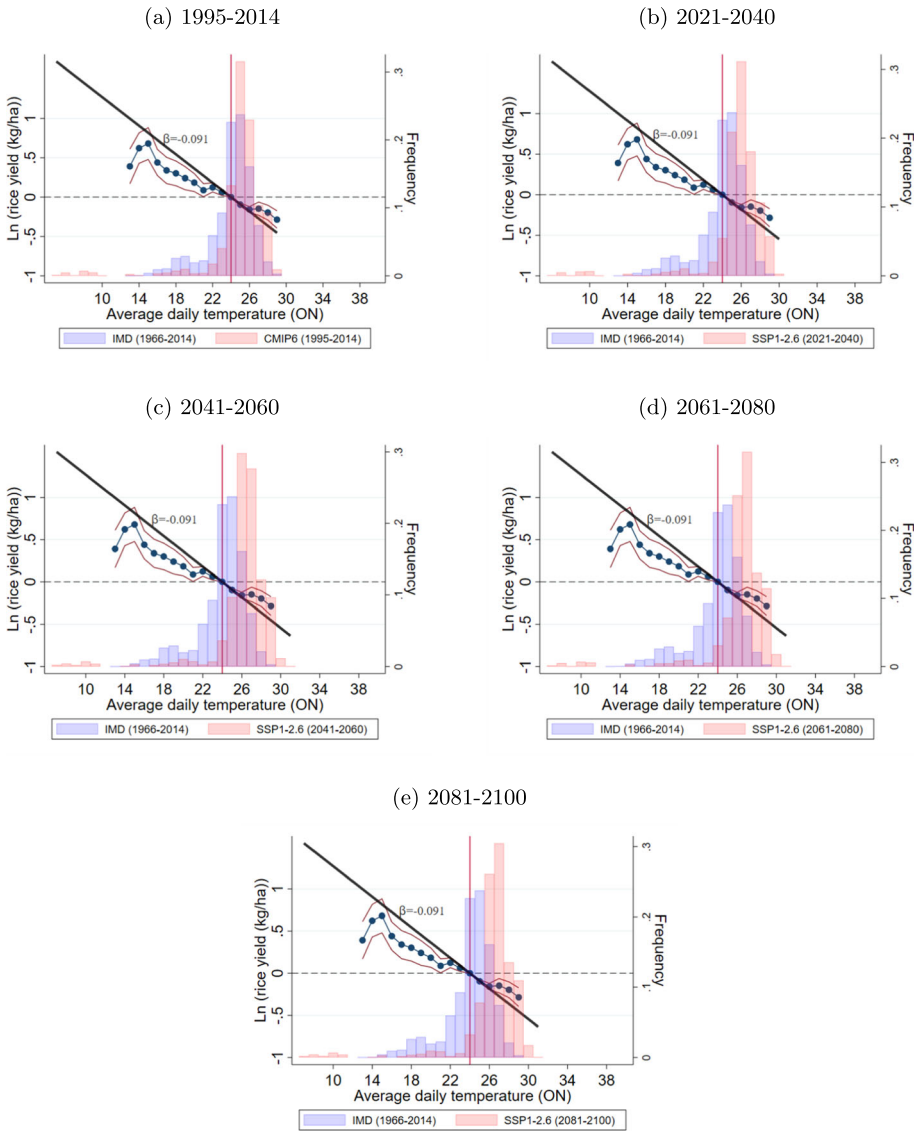 (a) 1995-2014
Ln (rice yield (kg/ha))
1
.5
0
-.5
-1
β=-0.091
.3
.2
.1
0
Frequency
10 14 18 22 26 30 34 38
Average daily temperature (ON)
IMD (1966-2014) CMIP6 (1995-2014)
(b) 2021-2040
Ln (rice yield (kg/ha))
1
.5
0
-.5
-1
β=-0.091
.3
.2
.1
0
Frequency
10 14 18 22 26 30 34 38
Average daily temperature (ON)
IMD (1966-2014) SSP1-2.6 (2021-2040)
(c) 2041-2060
Ln (rice yield (kg/ha))
1
.5
0
-.5
-1
β=-0.091
.3
.2
.1
0
Frequency
10 14 18 22 26 30 34 38
Average daily temperature (ON)
IMD (1966-2014) SSP1-2.6 (2041-2060)
(d) 2061-2080
Ln (rice yield (kg/ha))
1
.5
0
-.5
-1
β=-0.091
.3
.2
.1
0
Frequency
10 14 18 22 26 30 34 38
Average daily temperature (ON)
IMD (1966-2014) SSP1-2.6 (2061-2080)
(e) 2081-2100
Ln (rice yield (kg/ha))
1
.5
0
-.5
-1
β=-0.091
.3
.2
.1
0
Frequency
10 14 18 22 26 30 34 38
Average daily temperature (ON)
IMD (1966-2014) SSP1-2.6 (2081-2100)